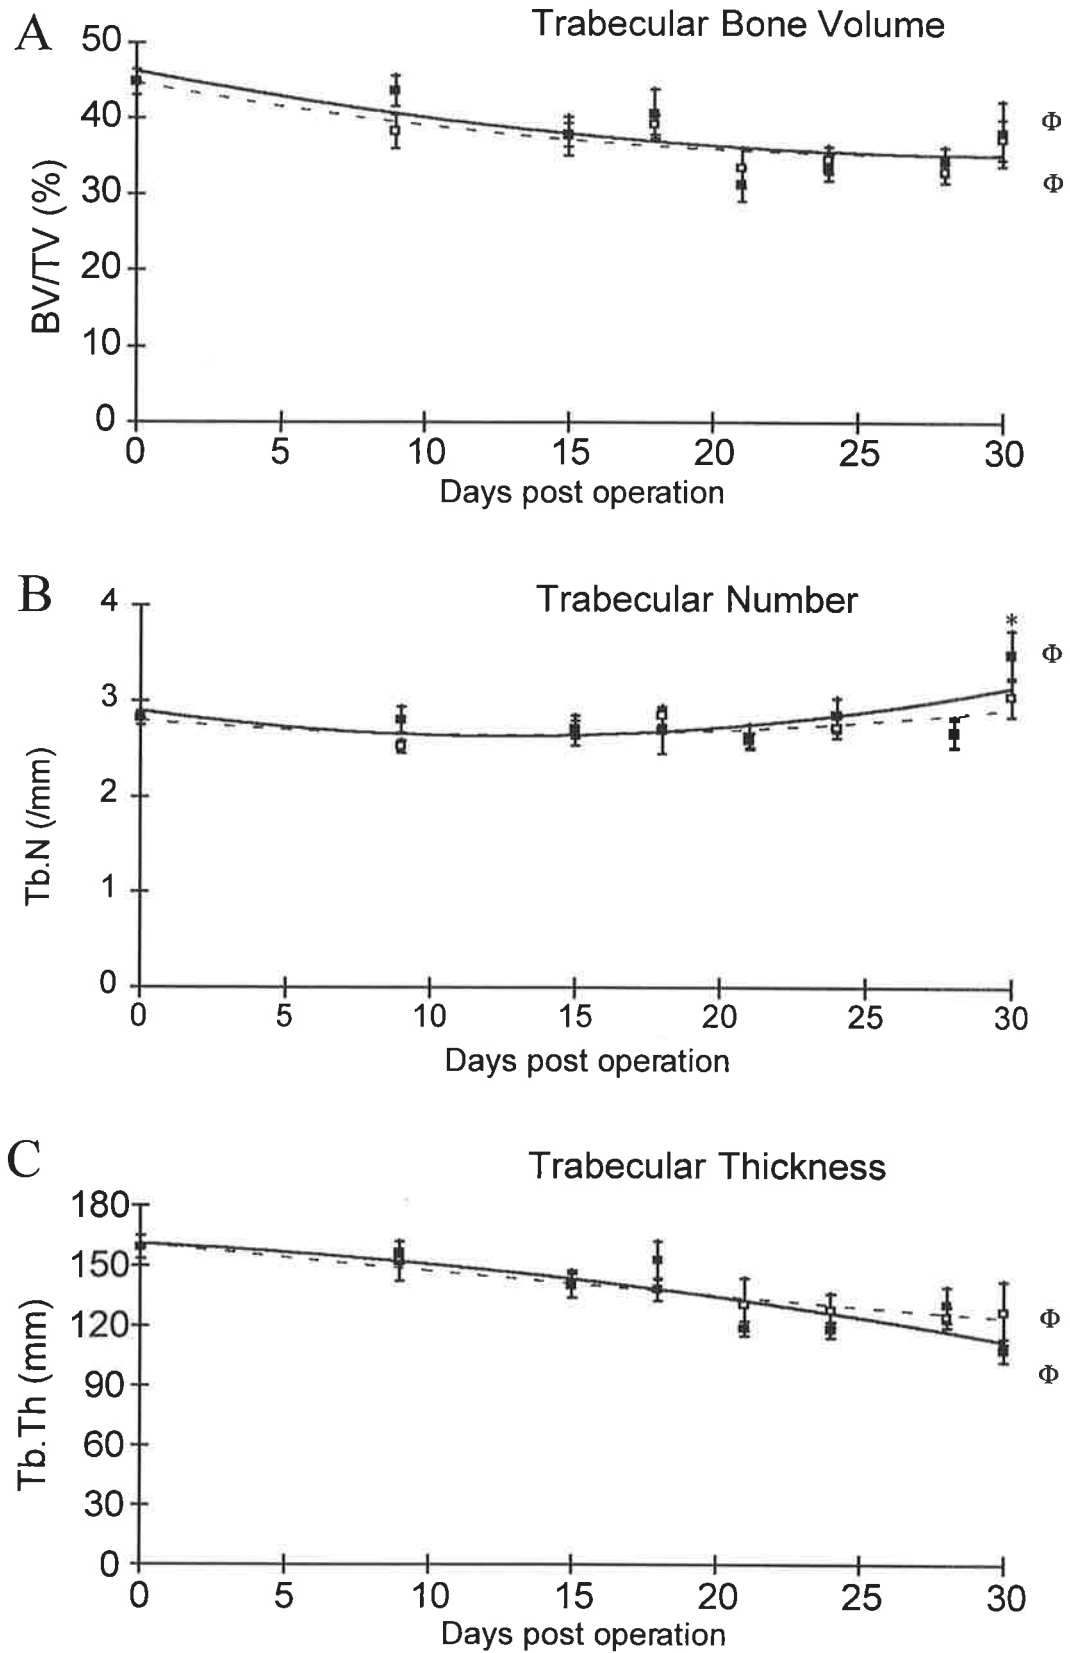 A
Trabecular Bone Volume
50
40
30
20
10
0
BV/TV (%)
Φ
Φ
0 5 10 15 20 25 30
Days post operation
B
Trabecular Number
4
3
2
1
0
Tb.N (/mm)
*
Φ
0 5 10 15 20 25 30
Days post operation
C
Trabecular Thickness
180
150
120
90
60
30
0
Tb.Th (mm)
Φ
Φ
0 5 10 15 20 25 30
Days post operation